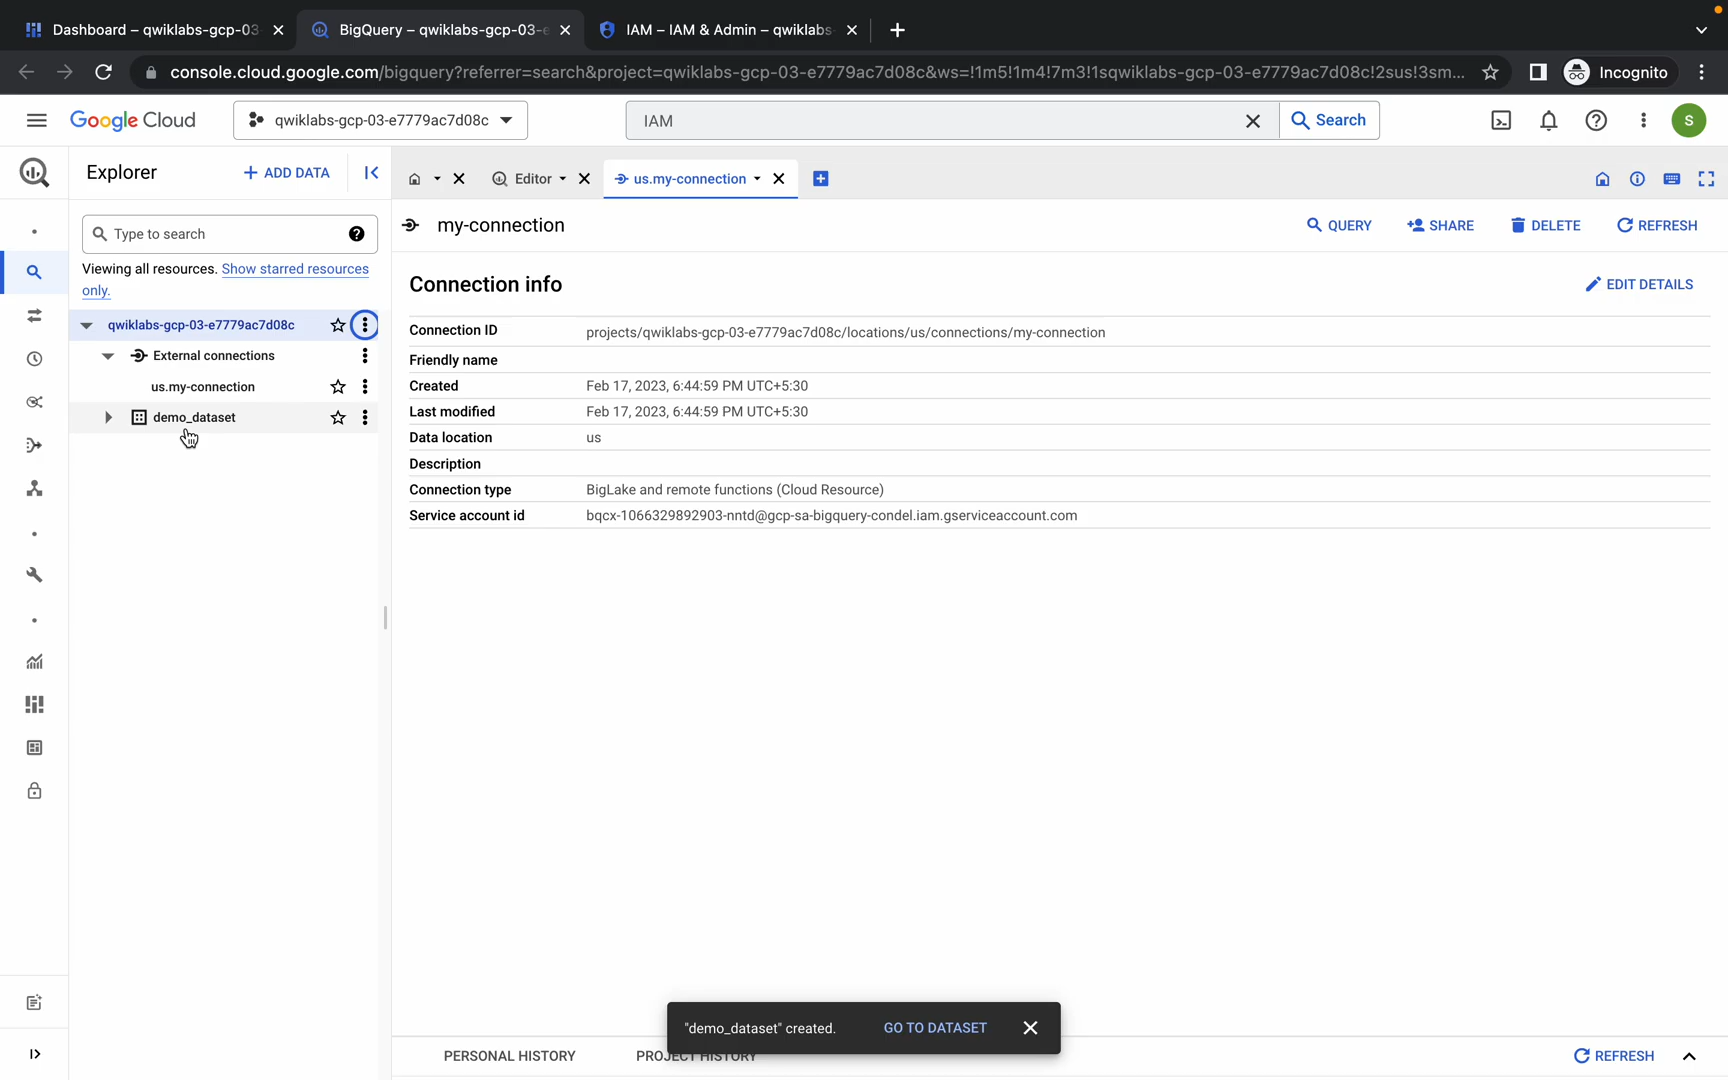 Dashboard – qwiklabs-gcp-03
BigQuery – qwiklabs-gcp-03-e
IAM – IAM & Admin – qwiklabs
console.cloud.google.com/bigquery?referrer=search&project=qwiklabs-gcp-03-e7779ac7d08c&ws=!1m5!1m4!7m3!1sqwiklabs-gcp-03-e7779ac7d08c!2sus!3sm...
Incognito
Google Cloud
qwiklabs-gcp-03-e7779ac7d08c
IAM
Search
S
Explorer
+ ADD DATA
Editor
us.my-connection
my-connection
QUERY
SHARE
DELETE
REFRESH
Type to search
Viewing all resources. Show starred resources
only.
qwiklabs-gcp-03-e7779ac7d08c
External connections
us.my-connection
demo_dataset
Connection info
EDIT DETAILS
Connection ID projects/qwiklabs-gcp-03-e7779ac7d08c/locations/us/connections/my-connection
Friendly name
Created Feb 17, 2023, 6:44:59 PM UTC+5:30
Last modified Feb 17, 2023, 6:44:59 PM UTC+5:30
Data location us
Description
Connection type BigLake and remote functions (Cloud Resource)
Service account id bqcx-1066329892903-nntd@gcp-sa-bigquery-condel.iam.gserviceaccount.com
"demo_dataset" created. GO TO DATASET
PERSONAL HISTORY
PROJECT HISTORY
REFRESH